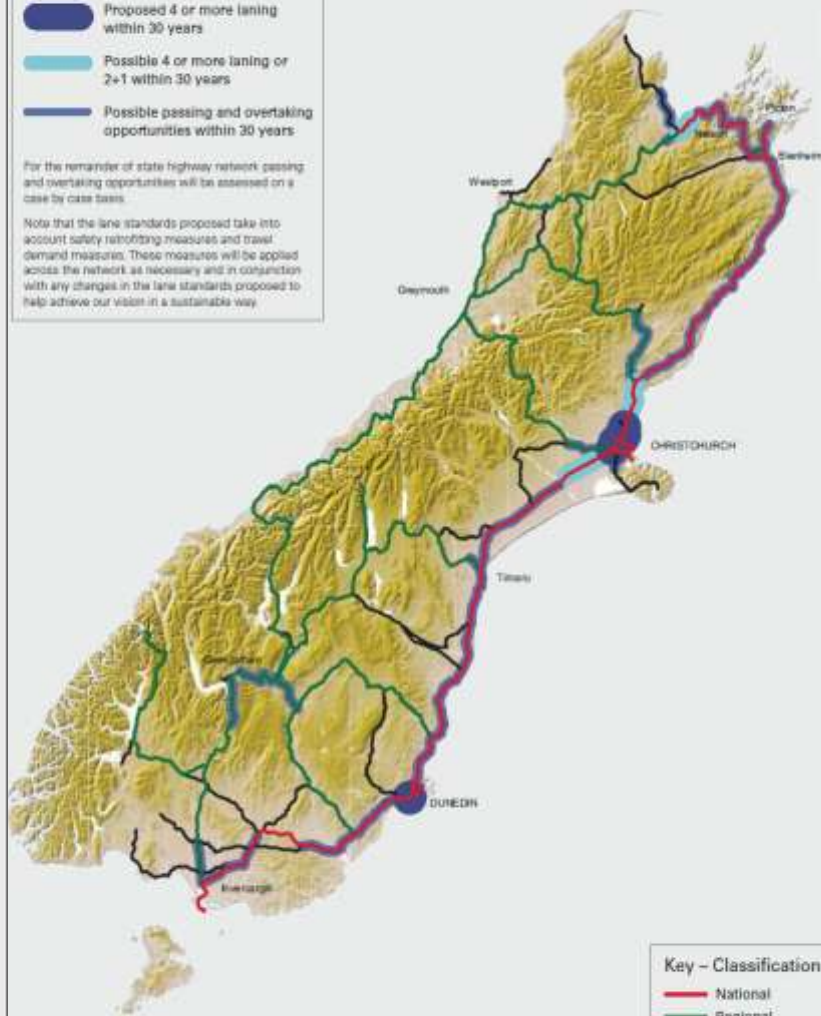 Proposed 4 or more laning
within 30 years
Possible 4 or more laning or
2+1 within 30 years
Possible passing and overtaking
opportunities within 30 years
For the remainder of state highway network passing
and overtaking opportunities will be assessed on a
case by case basis
Note that the lane standards proposed take into
account safety retrofitting measures and travel
demand measures. These measures will be applied
across the network as necessary and in conjunction
with any changes in the lane standards proposed to
help achieve our vision in a sustainable way.
Picton
Nelson
Blenheim
Westport
Greymouth
CHRISTCHURCH
Timaru
Queenstown
DUNEDIN
Invercargill
Key – Classification
National
Regional